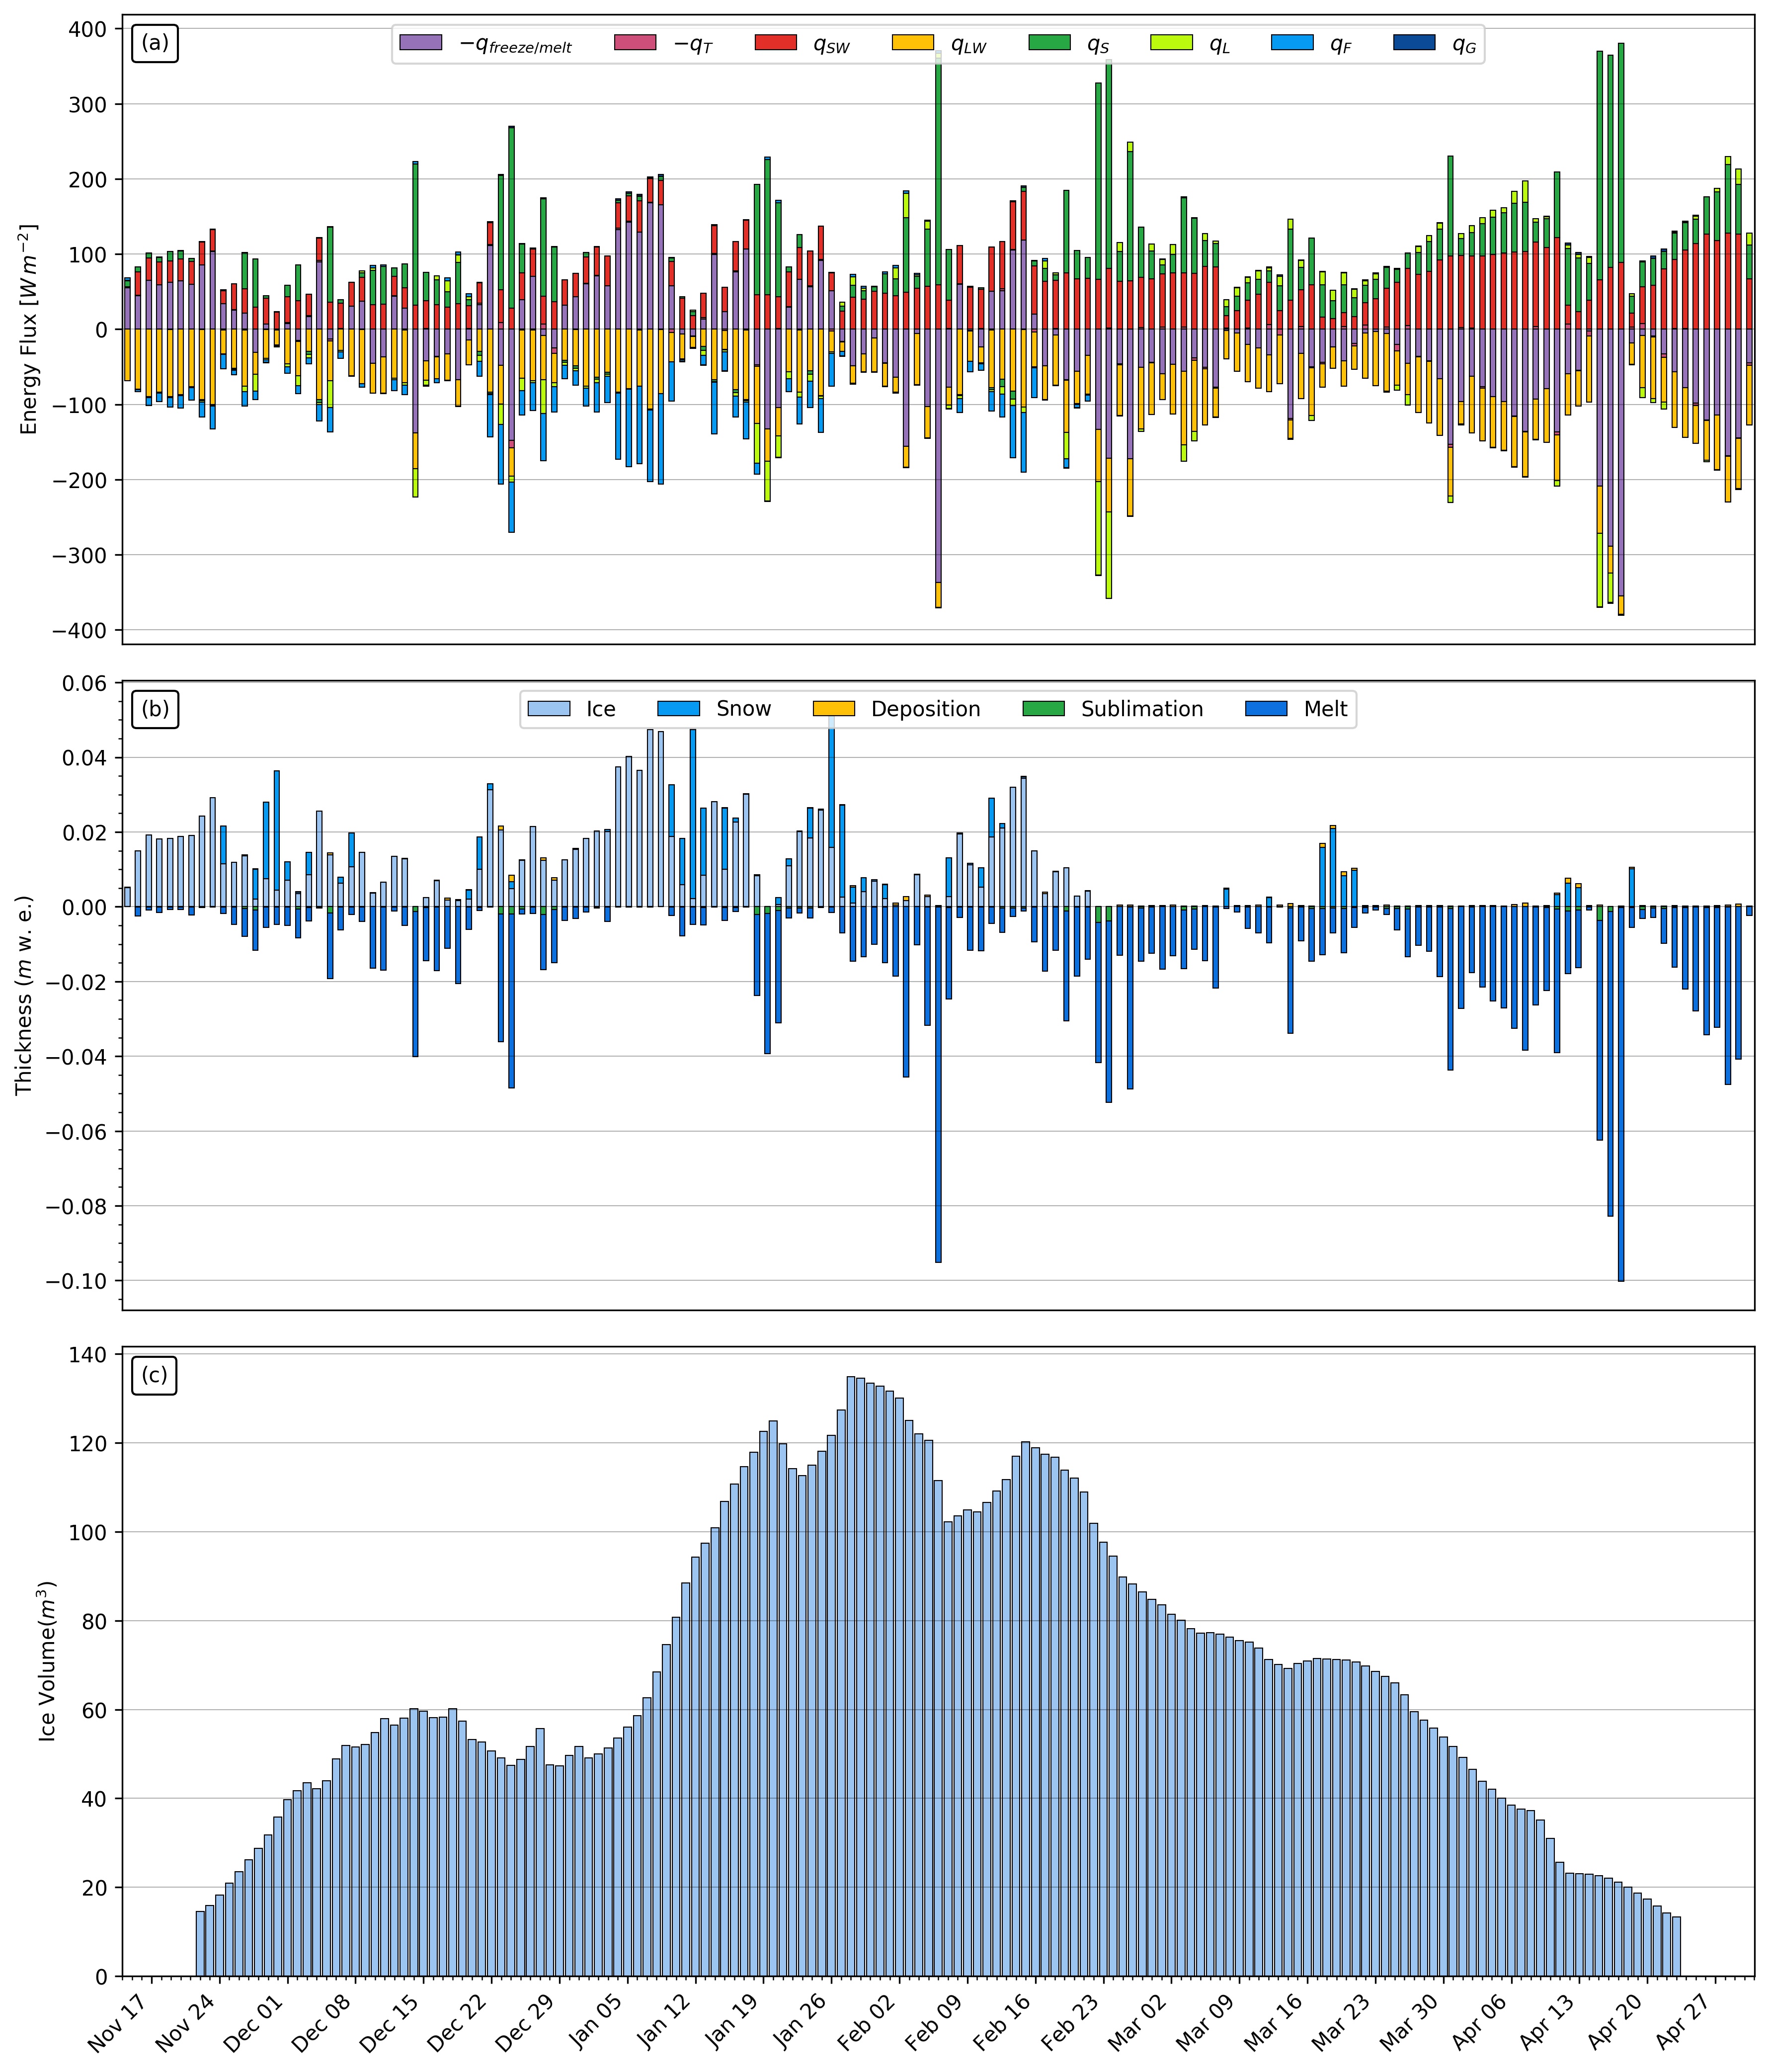 (a)
−q_freeze/melt −q_T q_SW q_LW q_S q_L q_F q_G
Energy Flux [W m⁻²]
400
300
200
100
0
−100
−200
−300
−400
(b)
Ice Snow Deposition Sublimation Melt
Thickness (m w. e.)
0.06
0.04
0.02
0.00
−0.02
−0.04
−0.06
−0.08
−0.10
(c)
Ice Volume(m³)
140
120
100
80
60
40
20
0
Nov 17 Nov 24 Dec 01 Dec 08 Dec 15 Dec 22 Dec 29 Jan 05 Jan 12 Jan 19 Jan 26 Feb 02 Feb 09 Feb 16 Feb 23 Mar 02 Mar 09 Mar 16 Mar 23 Mar 30 Apr 06 Apr 13 Apr 20 Apr 27